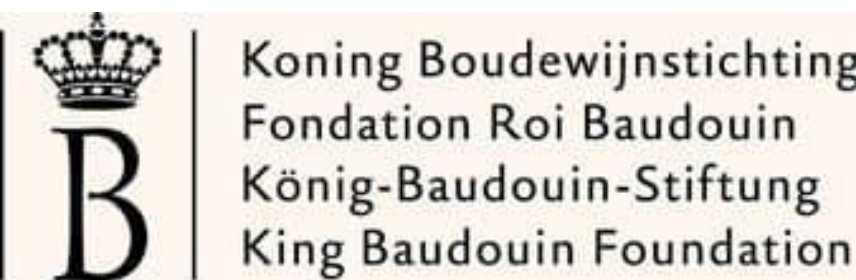 B
Koning Boudewijnstichting
Fondation Roi Baudouin
König-Baudouin-Stiftung
King Baudouin Foundation